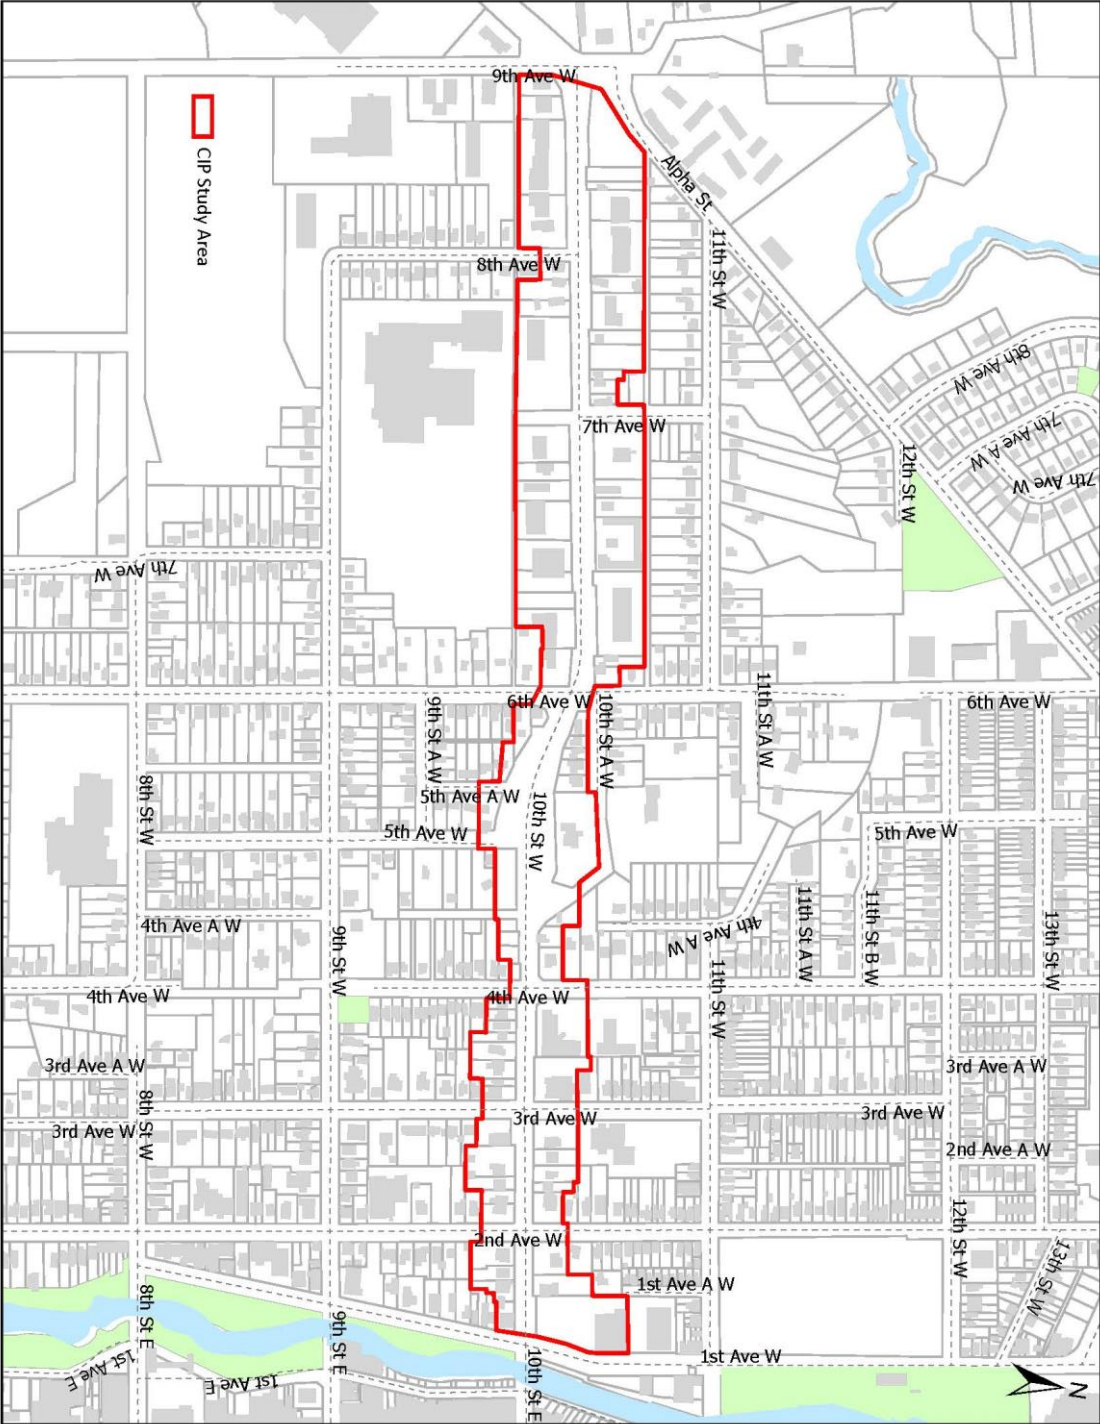 9th Ave W
CIP Study Area
Alpha St
11th St W
8th Ave W
8th Ave W
7th Ave W
7th Ave A W
12th St W
7th Ave W
7th Ave W
9th St A W
6th Ave W
10th St A W
11th St A W
6th Ave W
8th St W
5th Ave A W
10th St W
5th Ave W
5th Ave W
4th Ave A W
9th St W
4th Ave A W
11th St A W
11th St B W
13th St W
4th Ave W
4th Ave W
11th St W
3rd Ave A W
3rd Ave A W
8th St W
3rd Ave W
3rd Ave W
3rd Ave W
2nd Ave A W
2nd Ave W
12th St W
13th St W
1st Ave A W
8th St E
9th St E
10th St E
1st Ave W
1st Ave E
1st Ave E
N